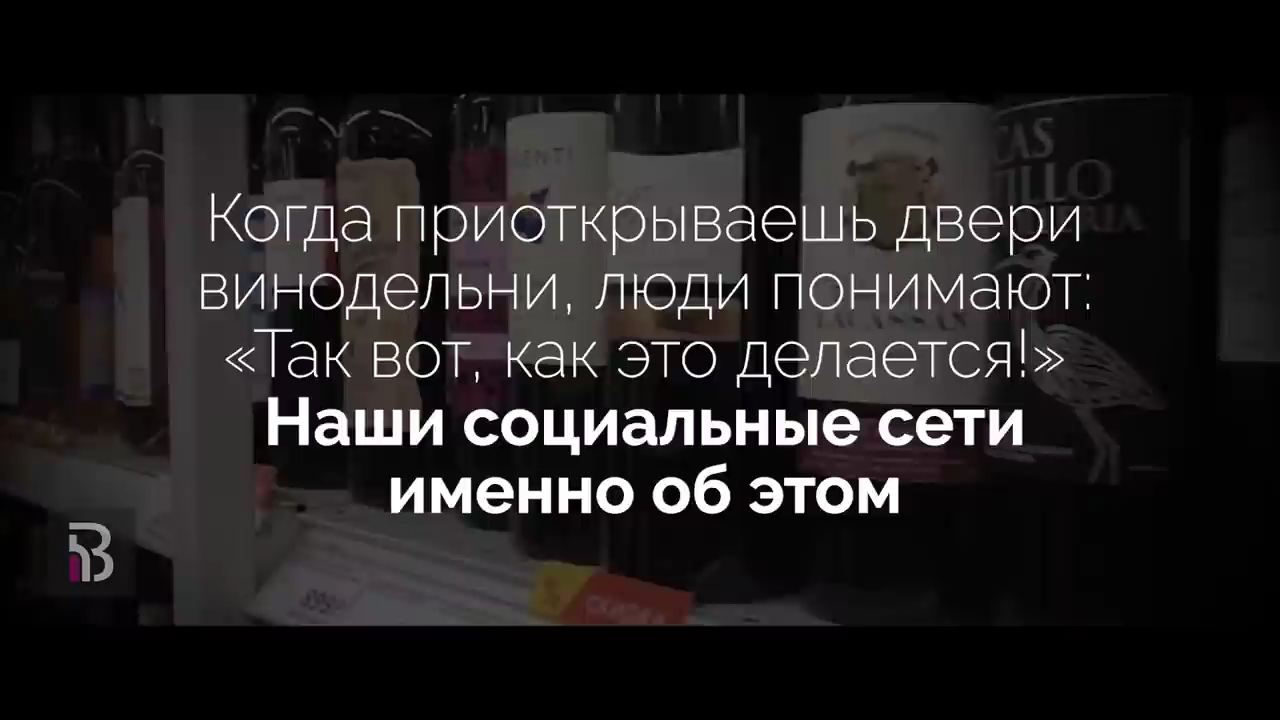 Когда приоткрываешь двери
винодельни, люди понимают:
«Так вот, как это делается!»
Наши социальные сети
именно об этом